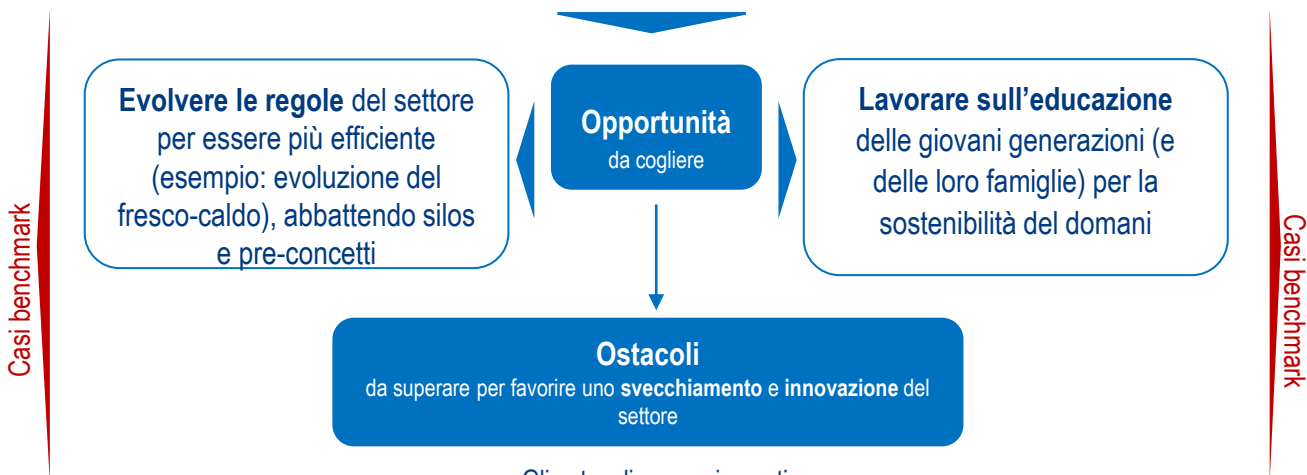 Evolvere le regole del settore
per essere più efficiente
(esempio: evoluzione del
fresco-caldo), abbattendo silos
e pre-concetti
Opportunità
da cogliere
Lavorare sull’educazione
delle giovani generazioni (e
delle loro famiglie) per la
sostenibilità del domani
Casi benchmark
Casi benchmark
Ostacoli
da superare per favorire uno svecchiamento e innovazione del
settore